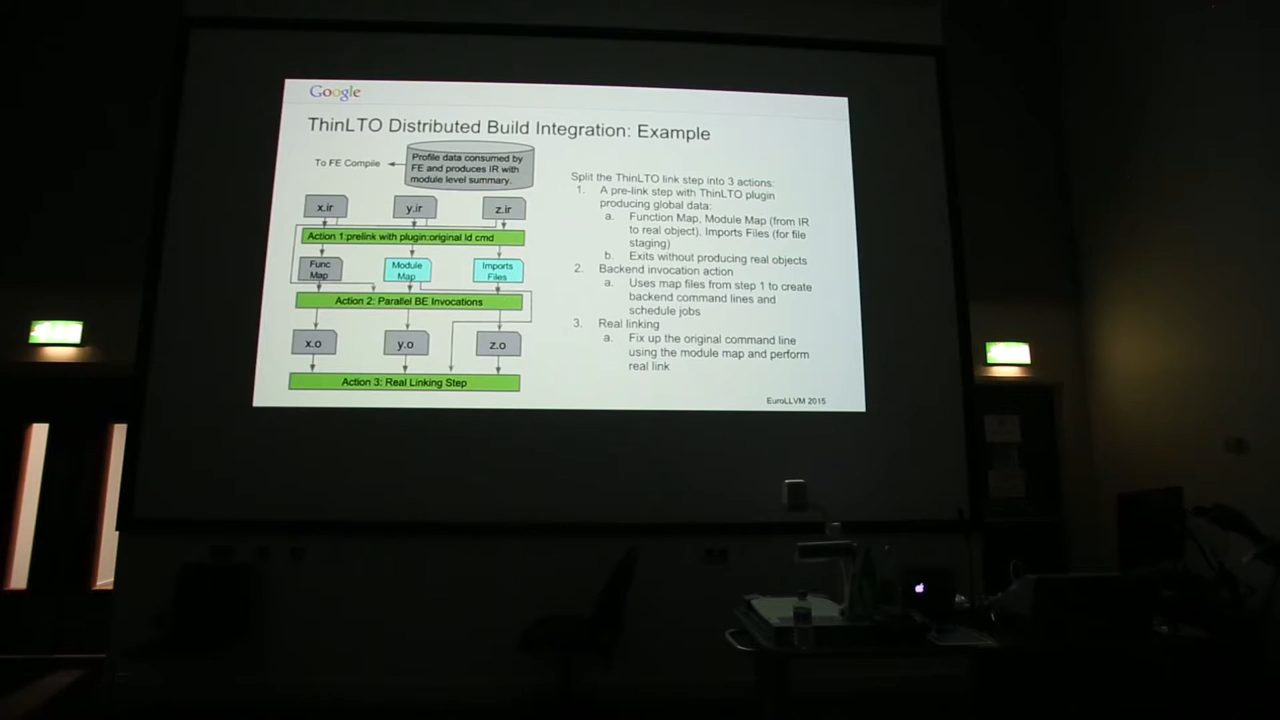 Google
ThinLTO Distributed Build Integration: Example
To FE Compile
Profile data consumed by
FE and produces IR with
module level summary.
x.ir
y.ir
z.ir
Action 1:prelink with plugin:original ld cmd
Func
Map
Module
Map
Imports
Files
Action 2: Parallel BE Invocations
x.o
y.o
z.o
Action 3: Real Linking Step
Split the ThinLTO link step into 3 actions:
1. A pre-link step with ThinLTO plugin
producing global data:
a. Function Map, Module Map (from IR
to real object), Imports Files (for file
staging)
b. Exits without producing real objects
2. Backend invocation action
a. Uses map files from step 1 to create
backend command lines and
schedule jobs
3. Real linking
a. Fix up the original command line
using the module map and perform
real link
EuroLLVM 2015